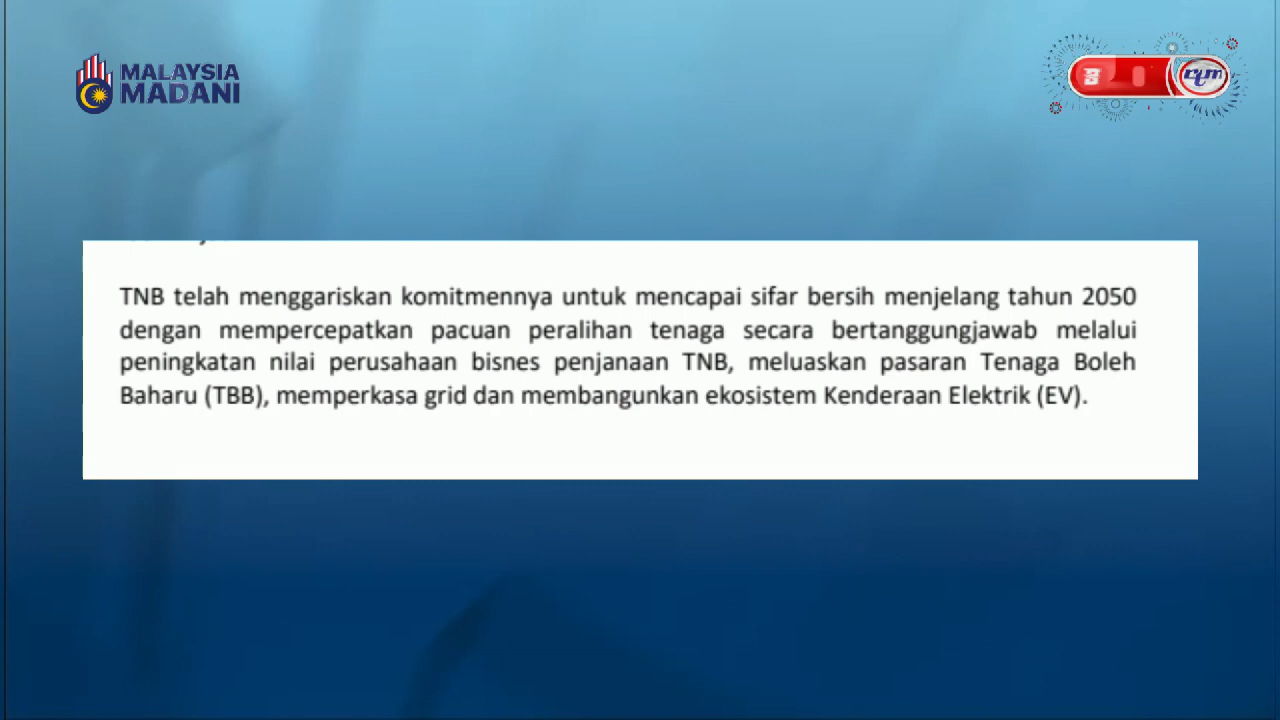 MALAYSIA
MADANI
TNB telah menggariskan komitmennya untuk mencapai sifar bersih menjelang tahun 2050
dengan mempercepatkan pacuan peralihan tenaga secara bertanggungjawab melalui
peningkatan nilai perusahaan bisnes penjanaan TNB, meluaskan pasaran Tenaga Boleh
Baharu (TBB), memperkasa grid dan membangunkan ekosistem Kenderaan Elektrik (EV).